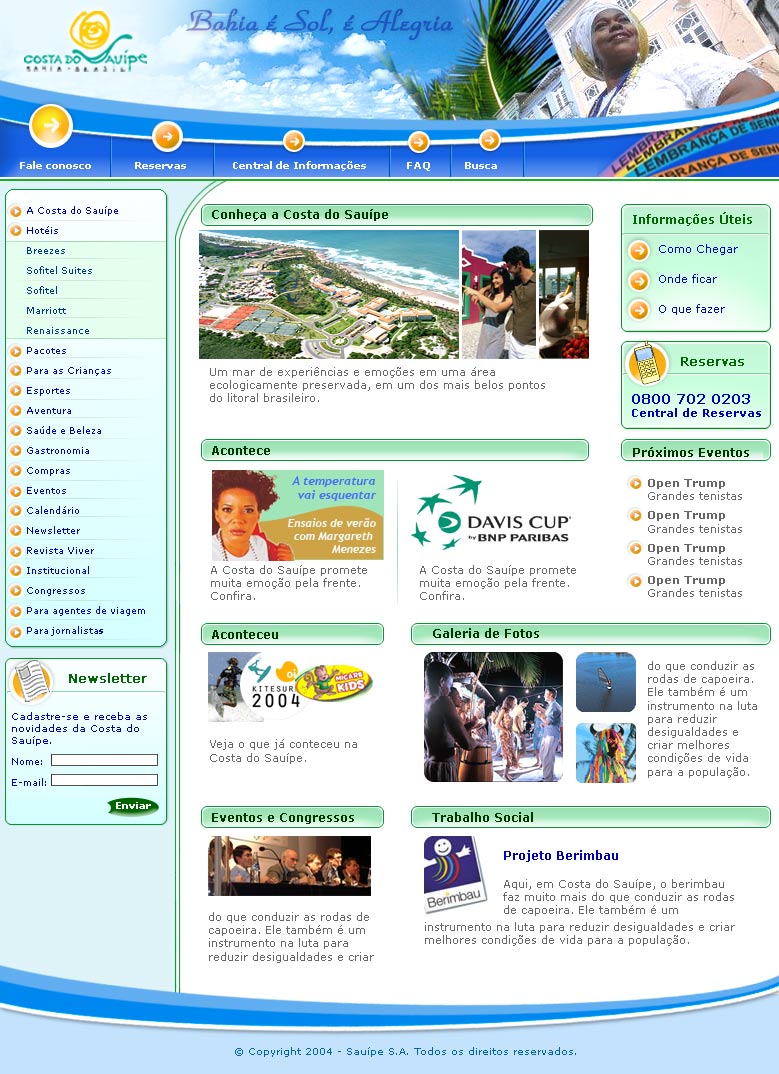 Bahia é Sol, é Alegria
COSTA DO SAUÍPE
BAHIA - BRASIL
LEMBRANÇA DE SENH
LEMBRANÇA
Fale conosco
Reservas
Central de Informações
FAQ
Busca
A Costa do Sauípe
Hotéis
Breezes
Sofitel Suites
Sofitel
Marriott
Renaissance
Pacotes
Para as Crianças
Esportes
Aventura
Saúde e Beleza
Gastronomia
Compras
Eventos
Calendário
Newsletter
Revista Viver
Institucional
Congressos
Para agentes de viagem
Para jornalistas
Newsletter
Cadastre-se e receba as
novidades da Costa do
Sauípe.
Nome:
E-mail:
Enviar
Conheça a Costa do Sauípe
Um mar de experiências e emoções em uma área
ecologicamente preservada, em um dos mais belos pontos
do litoral brasileiro.
Acontece
A temperatura
vai esquentar
Ensaios de verão
com Margareth
Menezes
A Costa do Sauípe promete
muita emoção pela frente.
Confira.
DAVIS CUP
by BNP PARIBAS
A Costa do Sauípe promete
muita emoção pela frente.
Confira.
Aconteceu
KITESUR
2004
MICARE
KIDS
Veja o que já conteceu na
Costa do Sauípe.
Galeria de Fotos
do que conduzir as
rodas de capoeira.
Ele também é um
instrumento na luta
para reduzir
desigualdades e
criar melhores
condições de vida
para a população.
Eventos e Congressos
do que conduzir as rodas de
capoeira. Ele também é um
instrumento na luta para
reduzir desigualdades e criar
Trabalho Social
Berimbau
Projeto Berimbau
Aqui, em Costa do Sauípe, o berimbau
faz muito mais do que conduzir as rodas
de capoeira. Ele também é um
instrumento na luta para reduzir desigualdades e criar
melhores condições de vida para a população.
Informações Úteis
Como Chegar
Onde ficar
O que fazer
Reservas
0800 702 0203
Central de Reservas
Próximos Eventos
Open Trump
Grandes tenistas
Open Trump
Grandes tenistas
Open Trump
Grandes tenistas
Open Trump
Grandes tenistas
© Copyright 2004 - Sauípe S.A. Todos os direitos reservados.